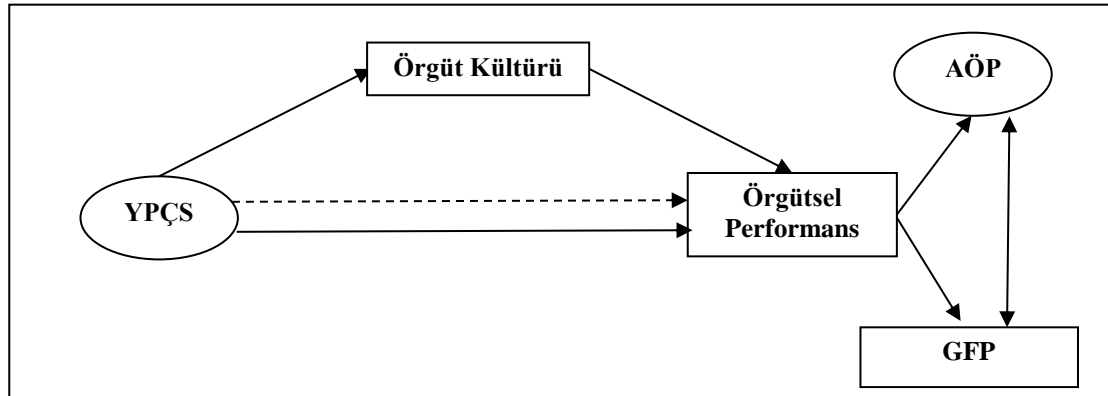 Örgüt Kültürü
AÖP
YPÇS
Örgütsel
Performans
GFP